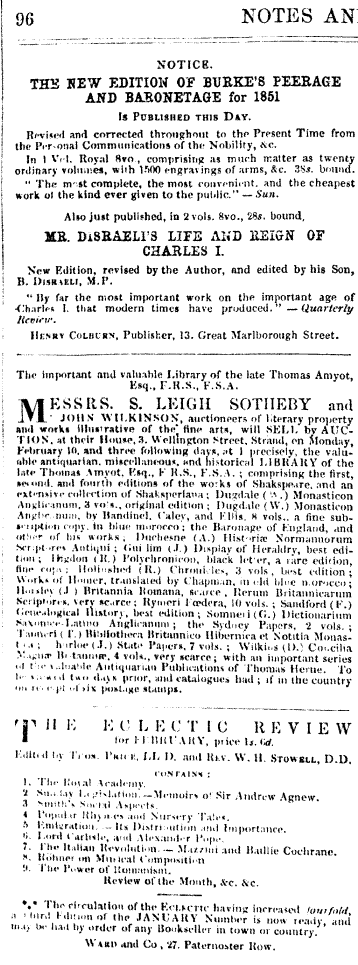 96
NOTES AN
NOTICE.
THE NEW EDITION OF BURKE'S PEERAGE
AND BARONETAGE for 1851
Is Published this Day.
Revised and corrected throughout to the Present Time from
the Personal Communications of the Nobility, &c.
In 1 Vol. Royal 8vo, comprising as much matter as twenty
ordinary volumes, with 1500 engravings of arms, &c. 38s. bound.
"The most complete, the most convenient, and the cheapest
work of the kind ever given to the public." — Sun.
Also just published, in 2 vols. 8vo., 28s. bound,
MR. DISRAELI'S LIFE AND REIGN OF
CHARLES I.
New Edition, revised by the Author, and edited by his Son,
B. Disraeli, M.P.
"By far the most important work on the important age of
Charles I. that modern times have produced." — Quarterly
Review.
Henry Colburn, Publisher, 13. Great Marlborough Street.
The important and valuable Library of the late Thomas Amyot,
Esq., F.R.S., F.S.A.
MESSRS. S. LEIGH SOTHEBY and
JOHN WILKINSON, auctioneers of literary property
and works illustrative of the fine arts, will SELL by AUC-
TION, at their House, 3. Wellington Street, Strand, on Monday,
February 10, and three following days, at 1 precisely, the valu-
able antiquarian, miscellaneous, and historical LIBRARY of the
late Thomas Amyot, Esq., F.R.S., F.S.A.; comprising the first,
second, and fourth editions of the works of Shakspeare, and an
extensive collection of Shaksperiana; Dugdale (W.) Monasticon
Anglicanum, 3 vols., original edition; Dugdale (W.) Monasticon
Anglicanum, by Bandinel, Caley, and Ellis, 8 vols., a fine sub-
scription copy, in blue morocco; the Baronage of England, and
other of his works; Duchesne (A.) Historiæ Normannorum
Scriptores Antiqui; Guillim (J.) Display of Heraldry, best edi-
tion; Higdon (R.) Polychronicon, black letter, a rare edition,
fine copy; Holinshed (R.) Chronicles, 3 vols., best edition;
Works of Homer, translated by Chapman, in old blue morocco;
Horsley (J.) Britannia Romana, scarce, Rerum Britannicarum
Scriptores, very scarce; Rymeri Fœdera, 10 vols.; Sandford (F.)
Genealogical History, best edition; Somneri (G.) Dictionarium
Saxonico-Latino Anglicanum; the Sydney Papers, 2 vols.;
Tanneri (T.) Bibliotheca Britannico Hibernica et Notitia Monas-
tica; Thurloe (J.) State Papers, 7 vols.; Wilkins (D.) Concilia
Magnæ Britanniæ, 4 vols., very scarce; with an important series
of the valuable Antiquarian Publications of Thomas Herne. To
be viewed two days prior, and catalogues had; if in the country
on receipt of six postage stamps.
THE ECLECTIC REVIEW
for FEBRUARY, price 1s. 6d.
Edited by Thos. Price, LL.D. and Rev. W. H. Stowell, D.D.
CONTAINS:
1. The Royal Academy.
2 Sunday Legislation.—Memoirs of Sir Andrew Agnew.
3 Smith's Social Aspects.
4 Popular Rhymes and Nursery Tales.
5 Emigration. — Its Distribution and Importance.
6. Lord Carlisle, and Alexander Pope.
7. The Italian Revolution. — Mazzini and Baillie Cochrane.
8. Rohner on Musical Composition
9. The Power of Romanism.
Review of the Month, &c. &c.
*** The circulation of the Eclectic having increased fourfold,
a Third Edition of the JANUARY Number is now ready, and
may be had by order of any Bookseller in town or country.
Ward and Co, 27. Paternoster Row.